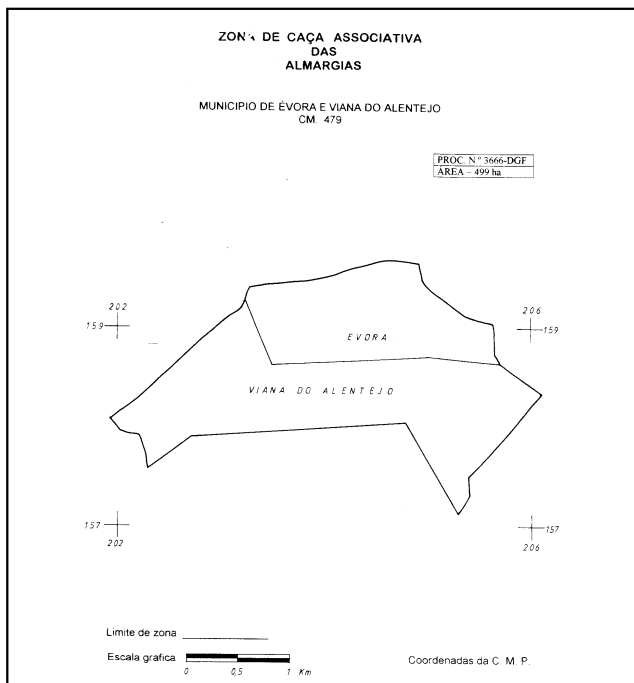 ZONA DE CAÇA ASSOCIATIVA
DAS
ALMARGIAS
MUNICIPIO DE ÉVORA E VIANA DO ALENTEJO
CM. 479
PROC. N.º 3666-DGF
ÁREA – 499 ha
202
159
206
159
EVORA
VIANA DO ALENTEJO
157
202
157
206
Limite de zona
Escala grafica
0 0,5 1 Km
Coordenadas da C. M. P.